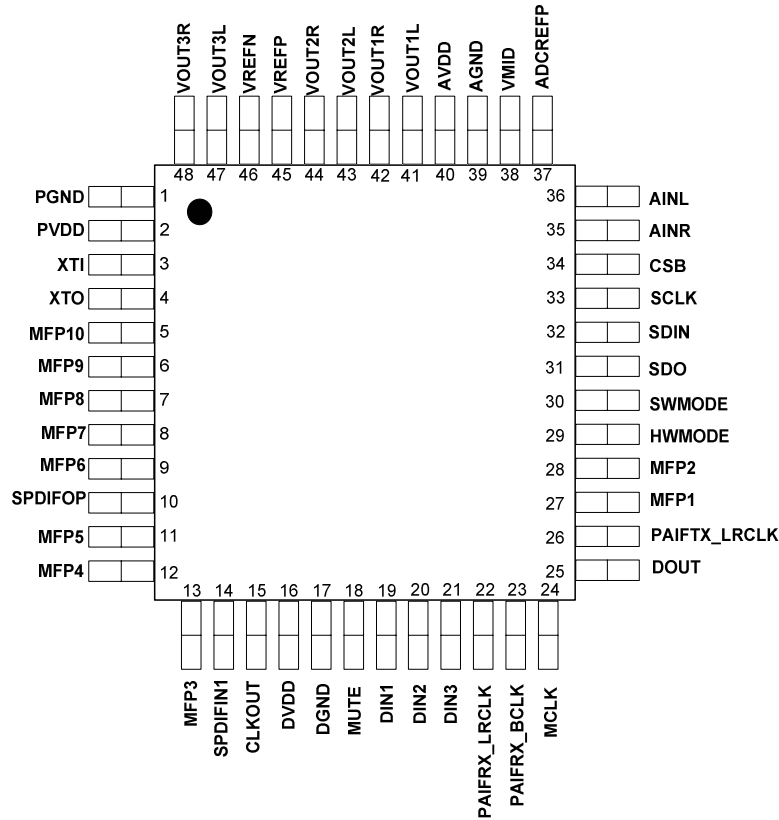 VOUT3R
VOUT3L
VREFN
VREFP
VOUT2R
VOUT2L
VOUT1R
VOUT1L
AVDD
AGND
VMID
ADCREFP
48 47 46 45 44 43 42 41 40 39 38 37
PGND 1 36 AINL
PVDD 2 35 AINR
XTI 3 34 CSB
XTO 4 33 SCLK
MFP10 5 32 SDIN
MFP9 6 31 SDO
MFP8 7 30 SWMODE
MFP7 8 29 HWMODE
MFP6 9 28 MFP2
SPDIFOP 10 27 MFP1
MFP5 11 26 PAIFTX_LRCLK
MFP4 12 25 DOUT
13 14 15 16 17 18 19 20 21 22 23 24
MFP3
SPDIFIN1
CLKOUT
DVDD
DGND
MUTE
DIN1
DIN2
DIN3
PAIFRX_LRCLK
PAIFRX_BCLK
MCLK